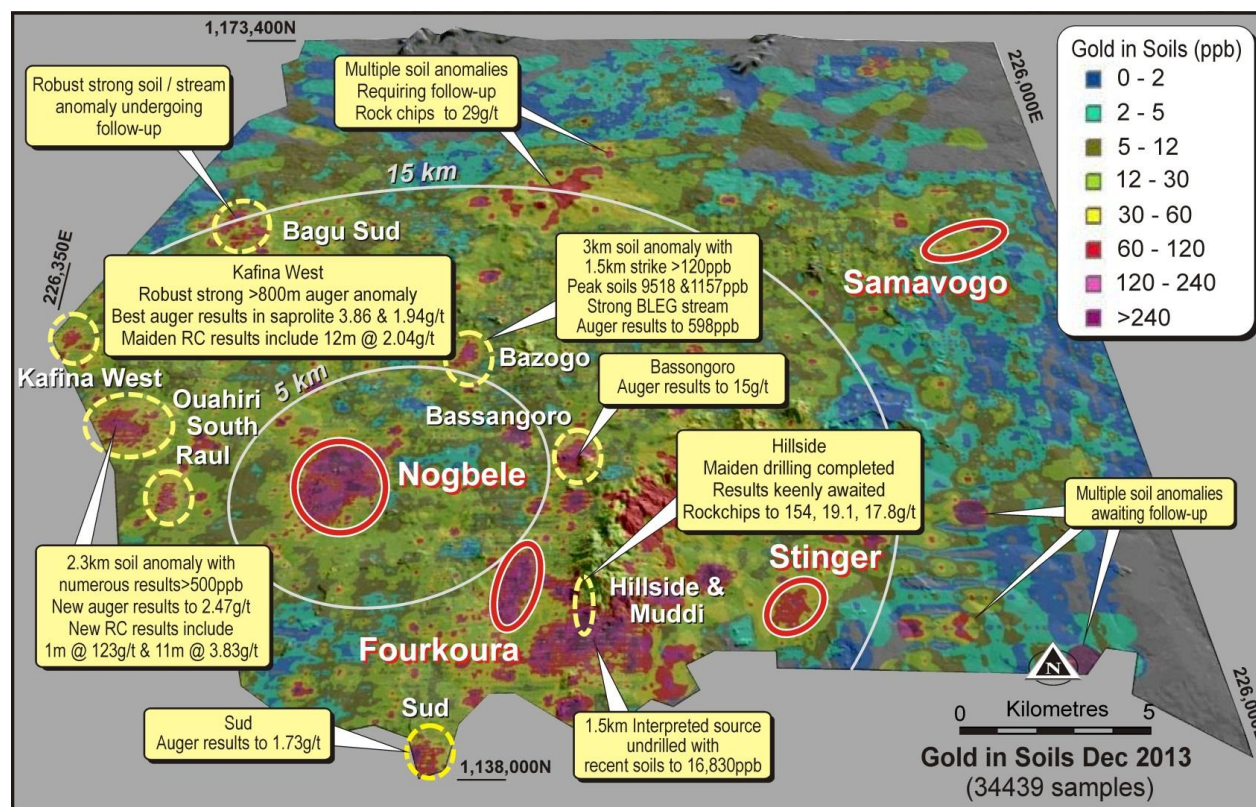 1,173,400N
Gold in Soils (ppb)
0 - 2
2 - 5
5 - 12
12 - 30
30 - 60
60 - 120
120 - 240
>240
226,000E
Robust strong soil / stream
anomaly undergoing
follow-up
Multiple soil anomalies
Requiring follow-up
Rock chips to 29g/t
15 km
Bagu Sud
Samavogo
226,350E
Kafina West
Robust strong >800m auger anomaly
Best auger results in saprolite 3.86 & 1.94g/t
Maiden RC results include 12m @ 2.04g/t
3km soil anomaly with
1.5km strike >120ppb
Peak soils 9518 &1157ppb
Strong BLEG stream
Auger results to 598ppb
Bazogo
Kafina West
5 km
Bassongoro
Auger results to 15g/t
Ouahiri
South
Raul
Bassangoro
Nogbele
Hillside
Maiden drilling completed
Results keenly awaited
Rockchips to 154, 19.1, 17.8g/t
Multiple soil anomalies
awaiting follow-up
2.3km soil anomaly with
numerous results>500ppb
New auger results to 2.47g/t
New RC results include
1m @ 123g/t & 11m @ 3.83g/t
Stinger
Hillside &
Muddi
Fourkoura
N
226,000E
Sud
Sud
Auger results to 1.73g/t
1.5km Interpreted source
undrilled with
recent soils to 16,830ppb
1,138,000N
0 Kilometres 5
Gold in Soils Dec 2013
(34439 samples)